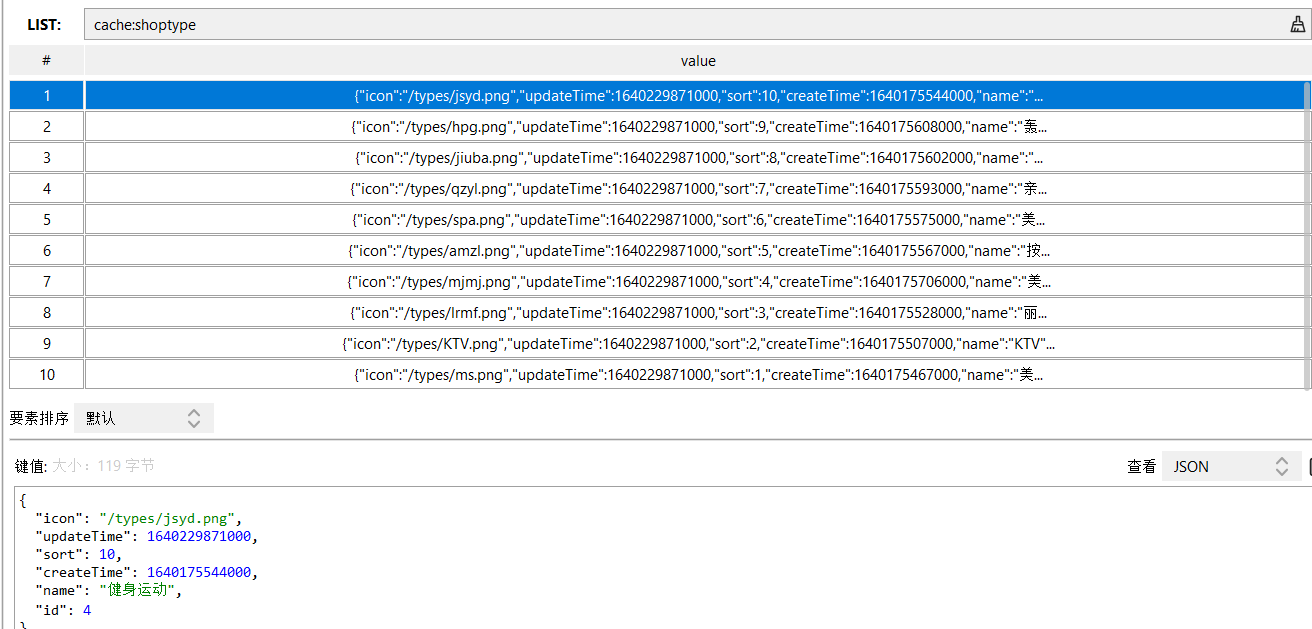 LIST: cache:shoptype
# value
1 {"icon":"/types/jsyd.png","updateTime":1640229871000,"sort":10,"createTime":1640175544000,"name":"...
2 {"icon":"/types/hpg.png","updateTime":1640229871000,"sort":9,"createTime":1640175608000,"name":"轰...
3 {"icon":"/types/jiuba.png","updateTime":1640229871000,"sort":8,"createTime":1640175602000,"name":"...
4 {"icon":"/types/qzyl.png","updateTime":1640229871000,"sort":7,"createTime":1640175593000,"name":"亲...
5 {"icon":"/types/spa.png","updateTime":1640229871000,"sort":6,"createTime":1640175575000,"name":"美...
6 {"icon":"/types/amzl.png","updateTime":1640229871000,"sort":5,"createTime":1640175567000,"name":"按...
7 {"icon":"/types/mjmj.png","updateTime":1640229871000,"sort":4,"createTime":1640175706000,"name":"美...
8 {"icon":"/types/lrmf.png","updateTime":1640229871000,"sort":3,"createTime":1640175528000,"name":"丽...
9 {"icon":"/types/KTV.png","updateTime":1640229871000,"sort":2,"createTime":1640175507000,"name":"KTV"...
10 {"icon":"/types/ms.png","updateTime":1640229871000,"sort":1,"createTime":1640175467000,"name":"美...
要素排序 默认
键值: 大小: 119 字节 查看 JSON
{
"icon": "/types/jsyd.png",
"updateTime": 1640229871000,
"sort": 10,
"createTime": 1640175544000,
"name": "健身运动",
"id": 4
}